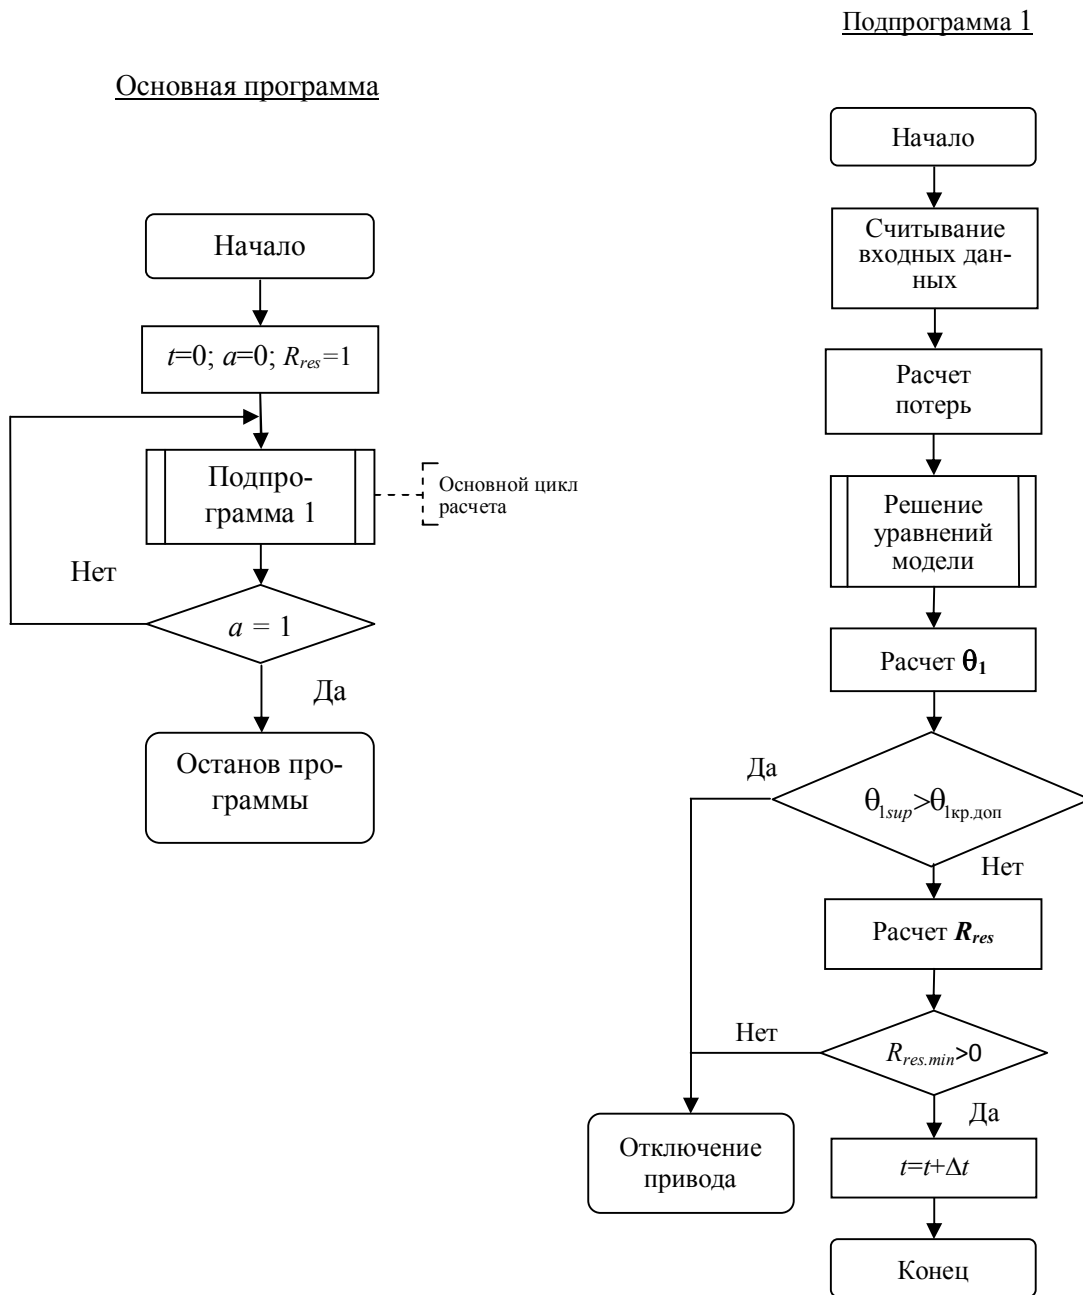 Основная программа
Начало
t=0; a=0; Rres=1
Подпро-
грамма 1
Основной цикл
расчета
Нет
a = 1
Да
Останов про-
граммы
Подпрограмма 1
Начало
Считывание
входных дан-
ных
Расчет
потерь
Решение
уравнений
модели
Расчет θ1
Да
θ1sup>θ1кр.доп
Нет
Расчет Rres
Нет
Rres.min>0
Да
Отключение
привода
t=t+Δt
Конец